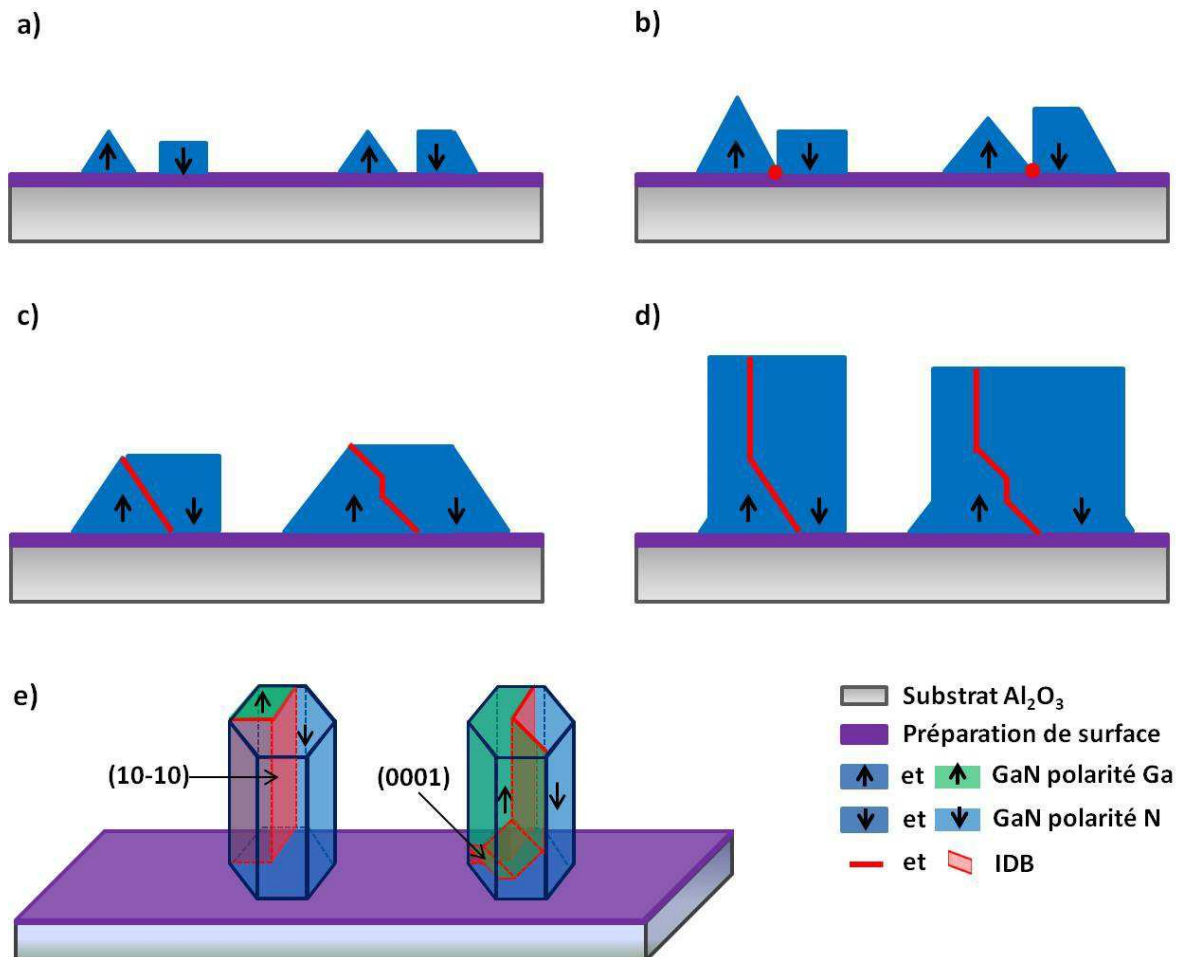 a)
b)
c)
d)
e)
(10-10)
(0001)
Substrat Al₂O₃
Préparation de surface
et GaN polarité Ga
et GaN polarité N
et IDB